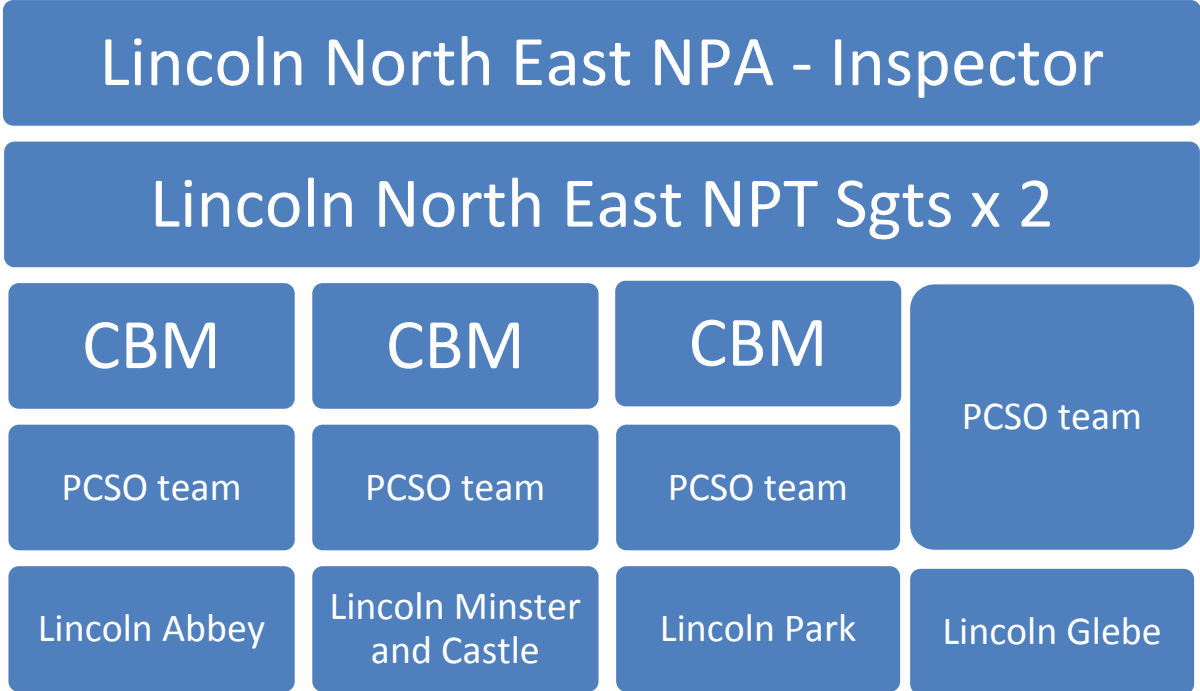 Lincoln North East NPA - Inspector
Lincoln North East NPT Sgts x 2
CBM
CBM
CBM
PCSO team
PCSO team
PCSO team
PCSO team
Lincoln Abbey
Lincoln Minster
and Castle
Lincoln Park
Lincoln Glebe